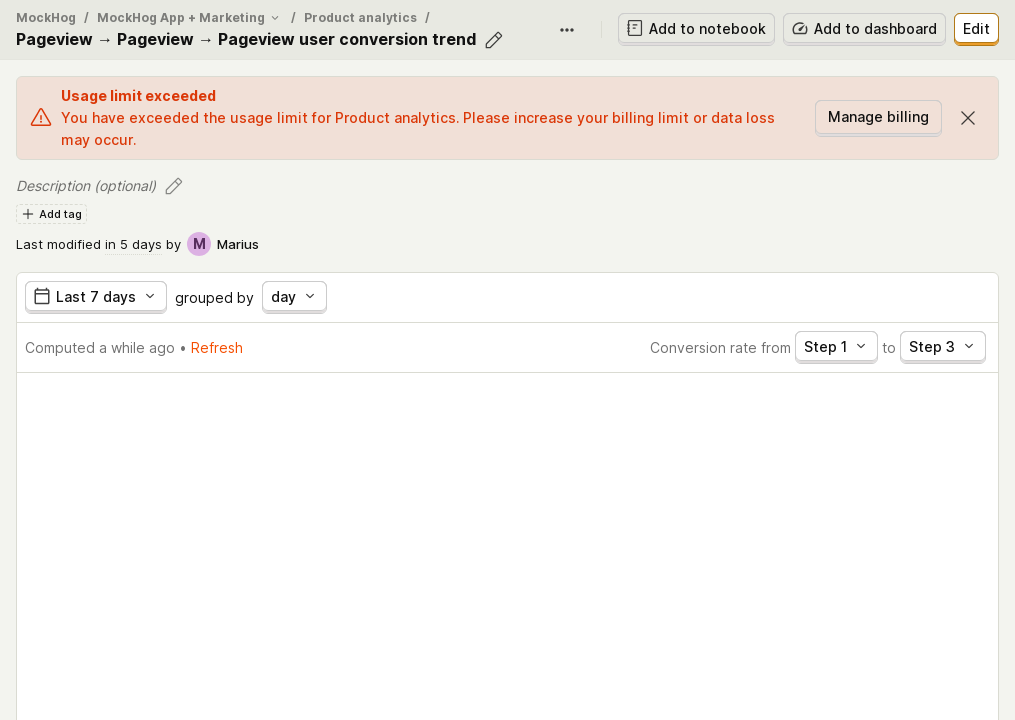 MockHog / MockHog App + Marketing / Product analytics /
Pageview → Pageview → Pageview user conversion trend
Add to notebook
Add to dashboard
Edit
Usage limit exceeded
You have exceeded the usage limit for Product analytics. Please increase your billing limit or data loss
may occur.
Manage billing
Description (optional)
Add tag
Last modified in 5 days by M Marius
Last 7 days grouped by day
Computed a while ago • Refresh
Conversion rate from Step 1 to Step 3